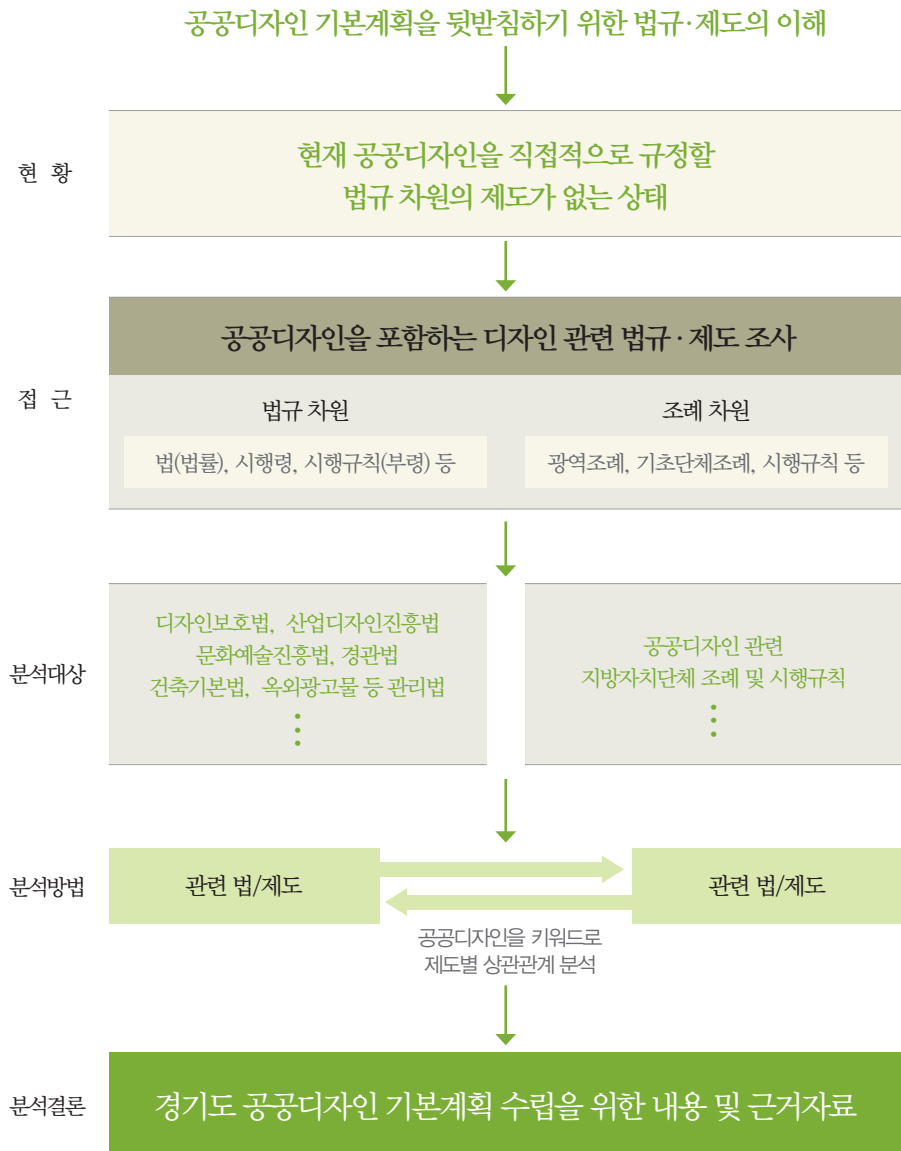 공공디자인 기본계획을 뒷받침하기 위한 법규·제도의 이해
현 황
현재 공공디자인을 직접적으로 규정할
법규 차원의 제도가 없는 상태
접 근
공공디자인을 포함하는 디자인 관련 법규·제도 조사
법규 차원
법(법률), 시행령, 시행규칙(부령) 등
조례 차원
광역조례, 기초단체조례, 시행규칙 등
분석대상
디자인보호법, 산업디자인진흥법
문화예술진흥법, 경관법
건축기본법, 옥외광고물 등 관리법
공공디자인 관련
지방자치단체 조례 및 시행규칙
분석방법
관련 법/제도
관련 법/제도
공공디자인을 키워드로
제도별 상관관계 분석
분석결론
경기도 공공디자인 기본계획 수립을 위한 내용 및 근거자료